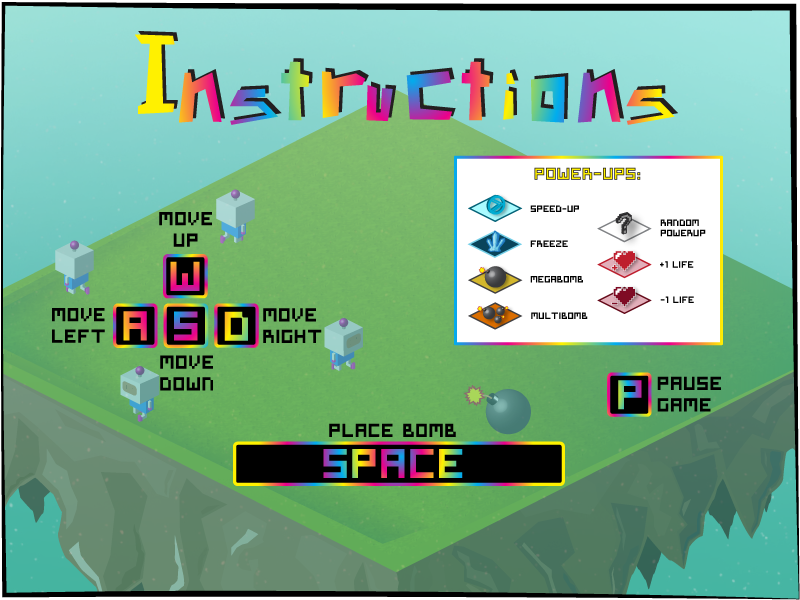 Instructions
POWER-UPS:
SPEED-UP
FREEZE
MEGABOMB
MULTIBOMB
?
RANDOM
POWERUP
+1 LIFE
-1 LIFE
MOVE
UP
W
MOVE
LEFT
A S D
MOVE
RIGHT
MOVE
DOWN
P
PAUSE
GAME
PLACE BOMB
SPACE